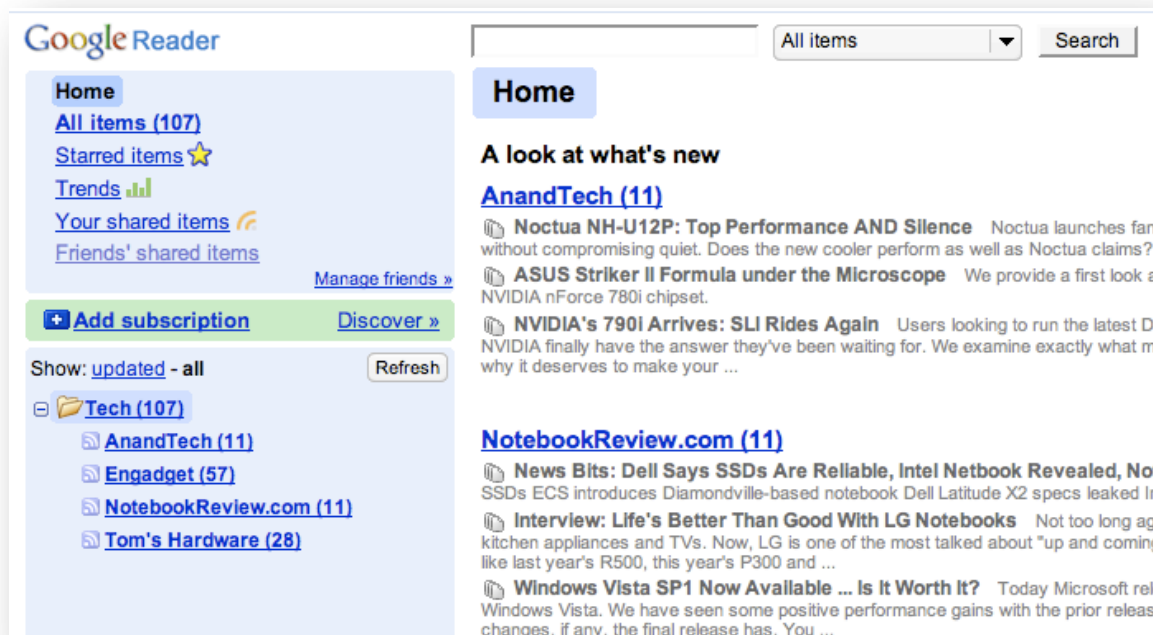 Google Reader
All items
Search
Home
All items (107)
Starred items
Trends
Your shared items
Friends' shared items
Manage friends »
Add subscription
Discover »
Show: updated - all
Refresh
Tech (107)
AnandTech (11)
Engadget (57)
NotebookReview.com (11)
Tom's Hardware (28)
Home
A look at what's new
AnandTech (11)
Noctua NH-U12P: Top Performance AND Silence Noctua launches
without compromising quiet. Does the new cooler perform as well as Noctua claims?
ASUS Striker II Formula under the Microscope We provide a first look
NVIDIA nForce 780i chipset.
NVIDIA's 790i Arrives: SLI Rides Again Users looking to run the latest
NVIDIA finally have the answer they've been waiting for. We examine exactly what
why it deserves to make your ...
NotebookReview.com (11)
News Bits: Dell Says SSDs Are Reliable, Intel Netbook Revealed,
SSDs ECS introduces Diamondville-based notebook Dell Latitude X2 specs leaked
Interview: Life's Better Than Good With LG Notebooks Not too long
kitchen appliances and TVs. Now, LG is one of the most talked about "up and coming
like last year's R500, this year's P300 and ...
Windows Vista SP1 Now Available ... Is It Worth It? Today Microsoft
Windows Vista. We have seen some positive performance gains with the prior
changes, if any, the final release has. You ...